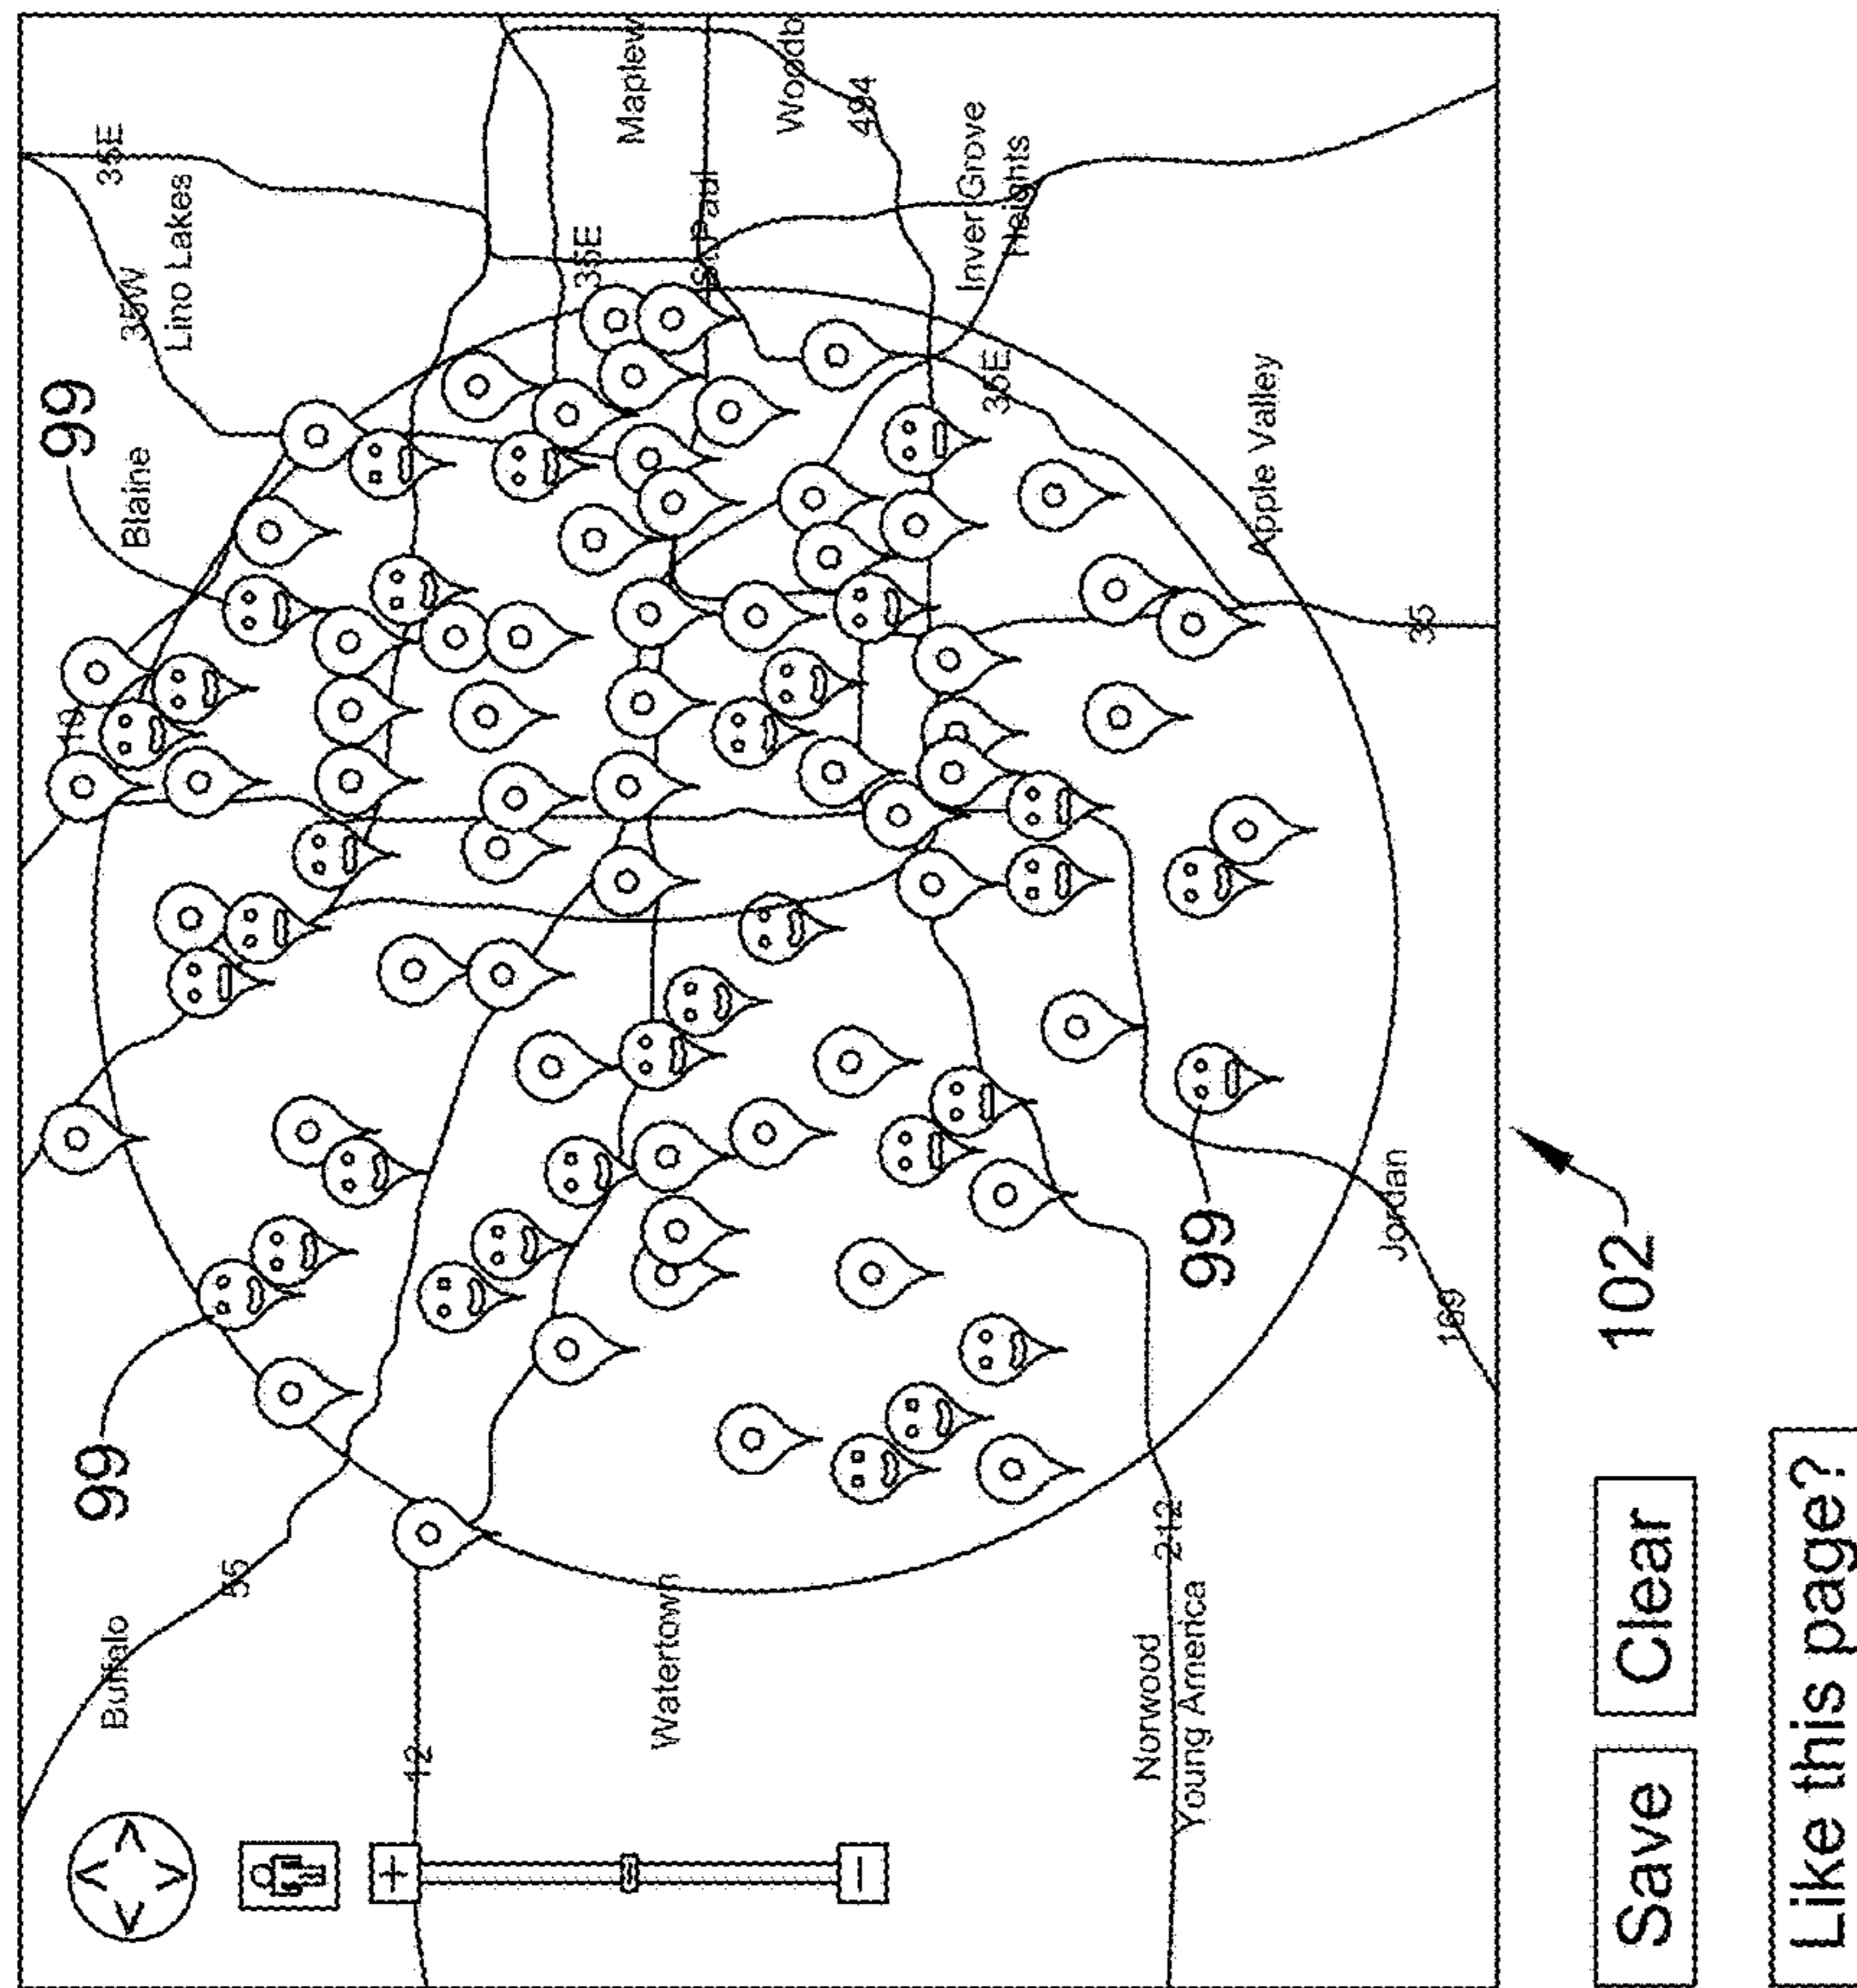 99
99
35E
Buffalo
Blaine
35W
Lino Lakes
55
12
35E
Maplew
Watertown
St. Paul
Woodb
494
Inver Grove
Heights
35E
Norwood
212
Young America
99
Apple Valley
Jordan
35
169
102
Save Clear
Like this page?